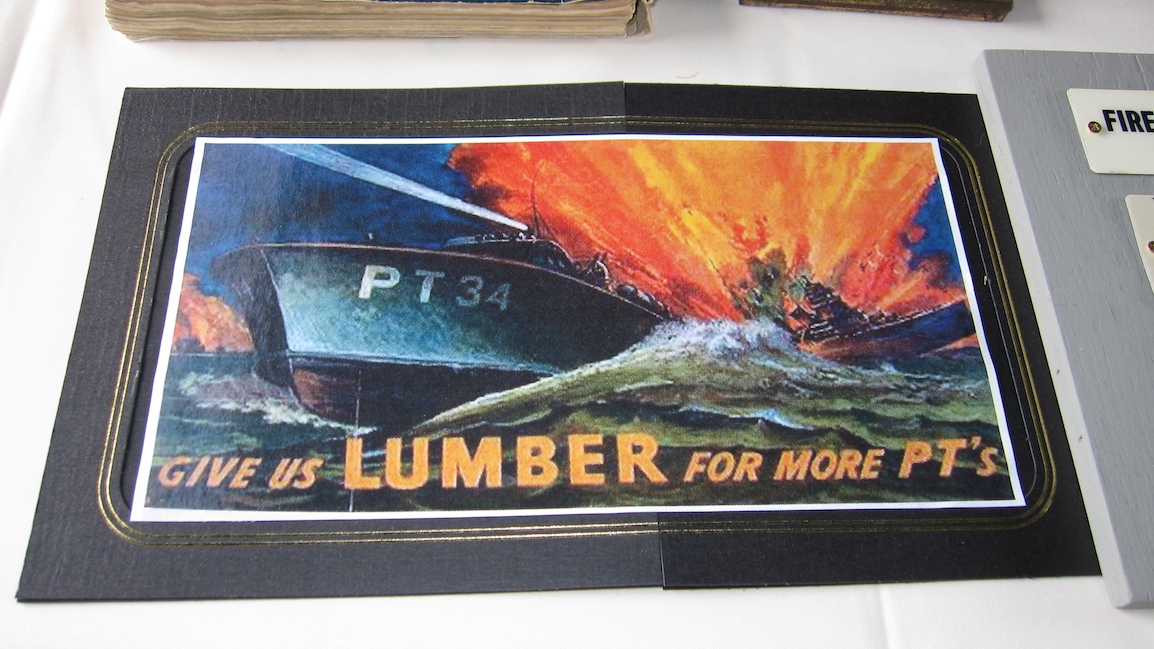 PT 34
GIVE US LUMBER FOR MORE PT's
FIRE